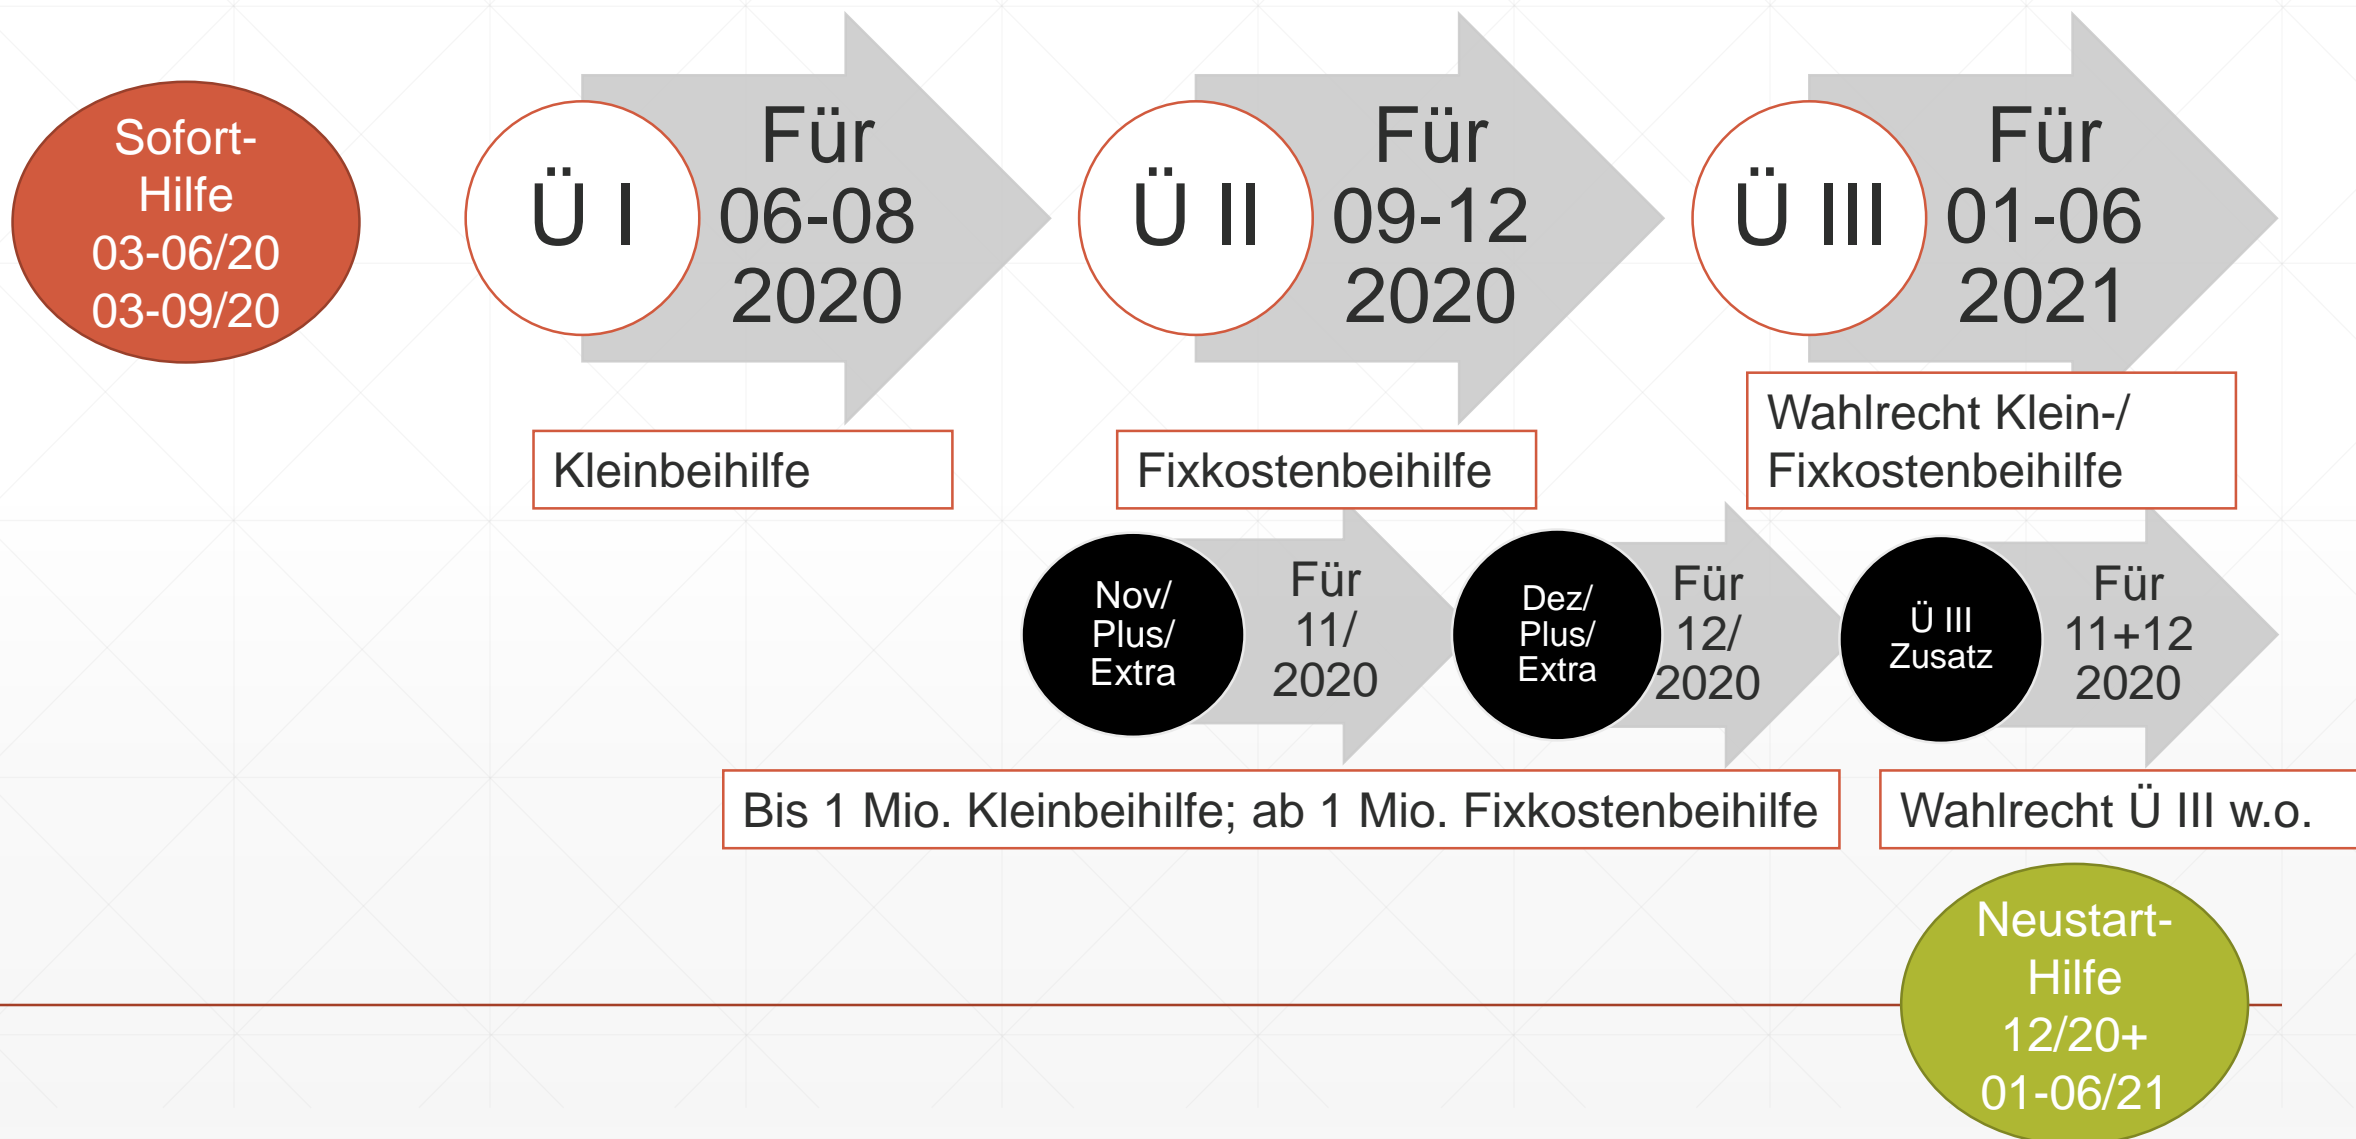 Sofort-
Hilfe
03-06/20
03-09/20
Ü I
Für
06-08
2020
Ü II
Für
09-12
2020
Ü III
Für
01-06
2021
Kleinbeihilfe
Fixkostenbeihilfe
Wahlrecht Klein-/
Fixkostenbeihilfe
Nov/
Plus/
Extra
Für
11/
2020
Dez/
Plus/
Extra
Für
12/
2020
Ü III
Zusatz
Für
11+12
2020
Bis 1 Mio. Kleinbeihilfe; ab 1 Mio. Fixkostenbeihilfe
Wahlrecht Ü III w.o.
Neustart-
Hilfe
12/20+
01-06/21